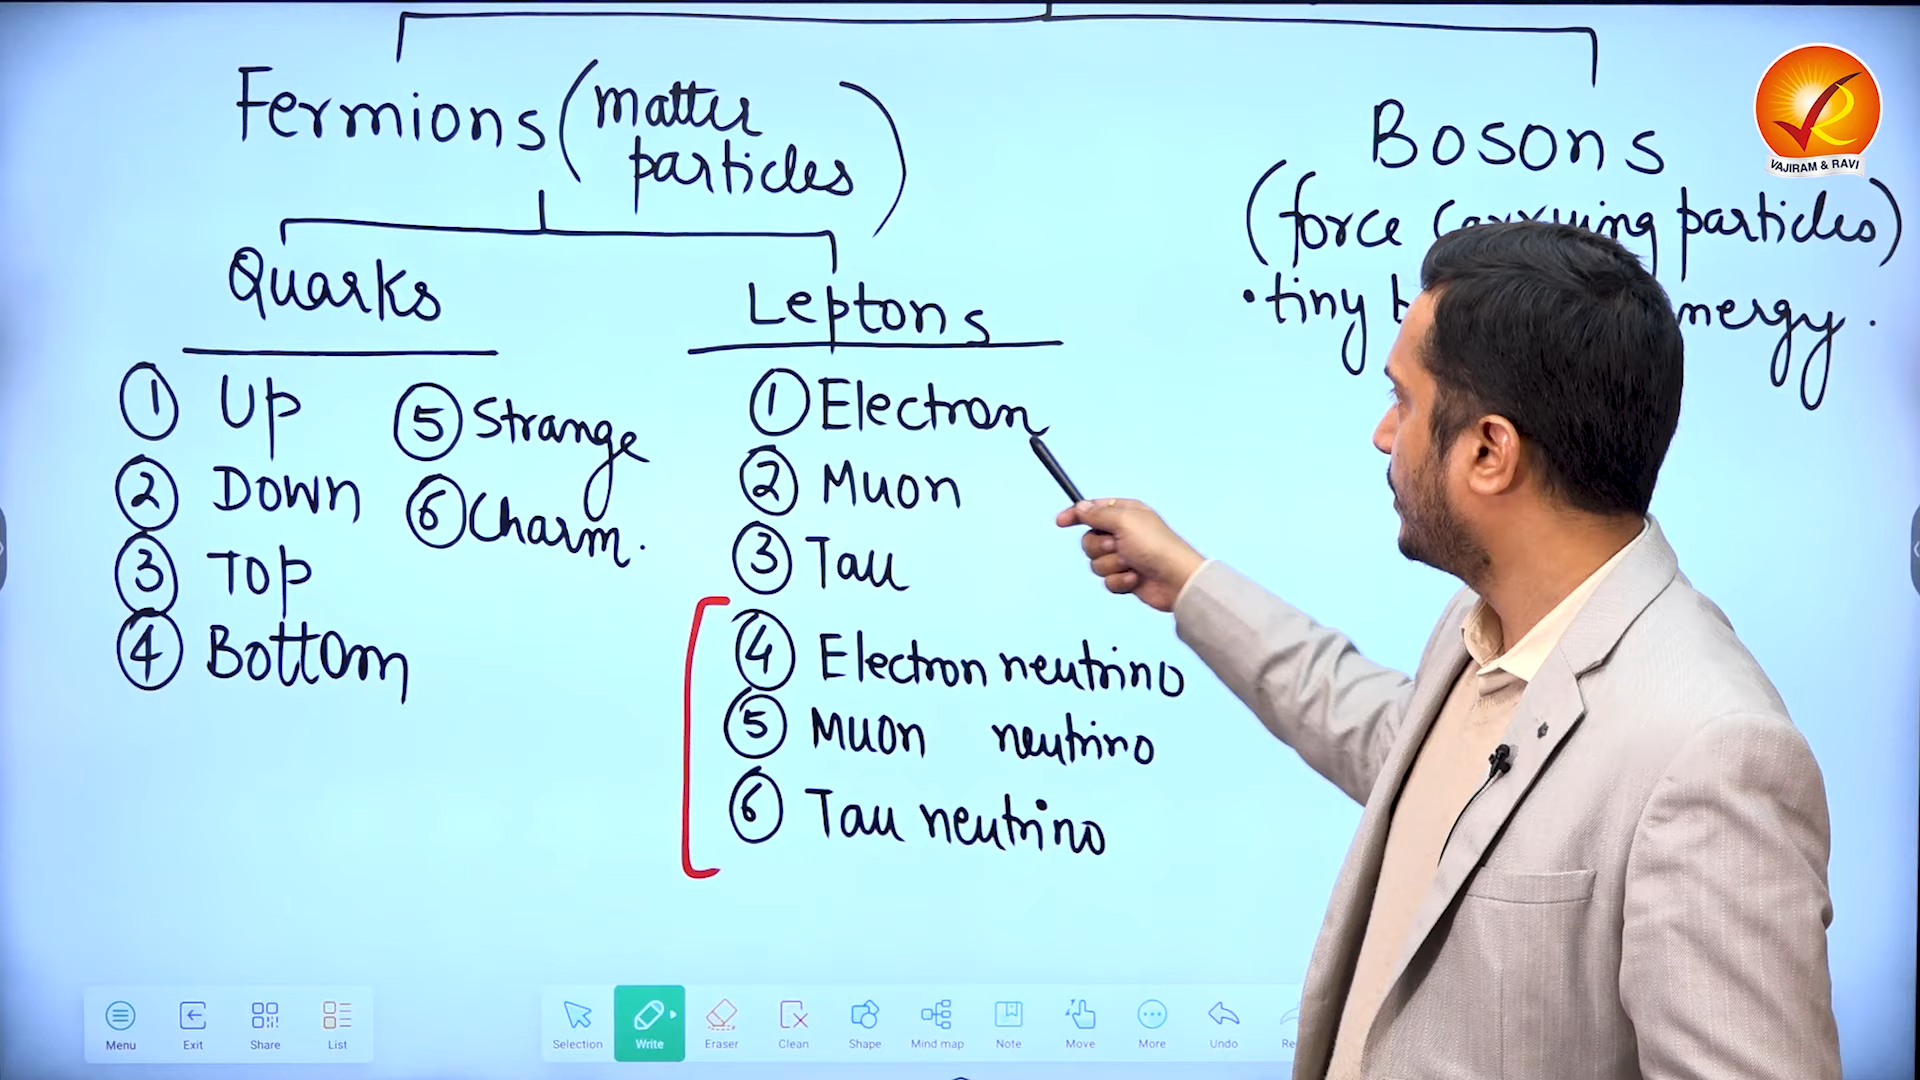 Fermions (matter particles)
Bosons
(force carrying particles)
• tiny energy.
Quarks
① Up
② Down
③ Top
④ Bottom
⑤ Strange
⑥ Charm.
Leptons
① Electron
② Muon
③ Tau
④ Electron neutrino
⑤ Muon neutrino
⑥ Tau neutrino
VAJIRAM & RAVI
Menu
Exit
Share
List
Selection
Write
Eraser
Clean
Shape
Mind map
Note
Move
More
Undo